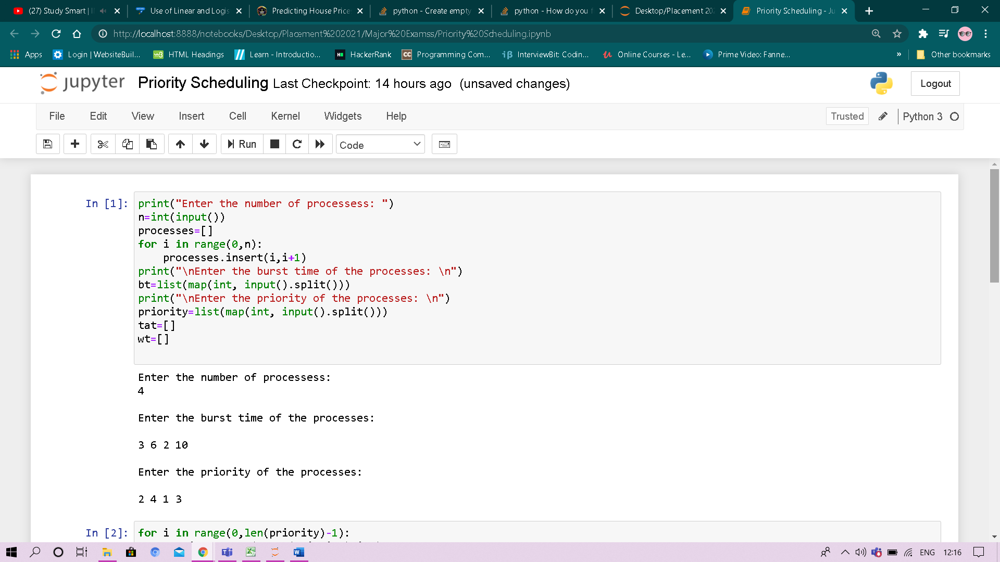 (27) Study Smart |
Use of Linear and Logis
Predicting House Price
python - Create empty
python - How do you f
Desktop/Placement 202
Priority Scheduling - Ju
http://localhost:8888/notebooks/Desktop/Placement%202021/Major%20Examss/Priority%20Scheduling.ipynb
Apps
Login | WebsiteBuil...
HTML Headings
Learn - Introductio...
HackerRank
Programming Com...
InterviewBit: Codin...
Online Courses - Le...
Prime Video: Fanne...
»
Other bookmarks
jupyter Priority Scheduling Last Checkpoint: 14 hours ago (unsaved changes)
Logout
File Edit View Insert Cell Kernel Widgets Help
Trusted
Python 3
Run
Code
In [1]:
print("Enter the number of processess: ")
n=int(input())
processes=[]
for i in range(0,n):
    processes.insert(i,i+1)
print("\nEnter the burst time of the processes: \n")
bt=list(map(int, input().split()))
print("\nEnter the priority of the processes: \n")
priority=list(map(int, input().split()))
tat=[]
wt=[]
Enter the number of processess:
4
Enter the burst time of the processes:
3 6 2 10
Enter the priority of the processes:
2 4 1 3
In [2]:
for i in range(0,len(priority)-1):
ENG
12:16